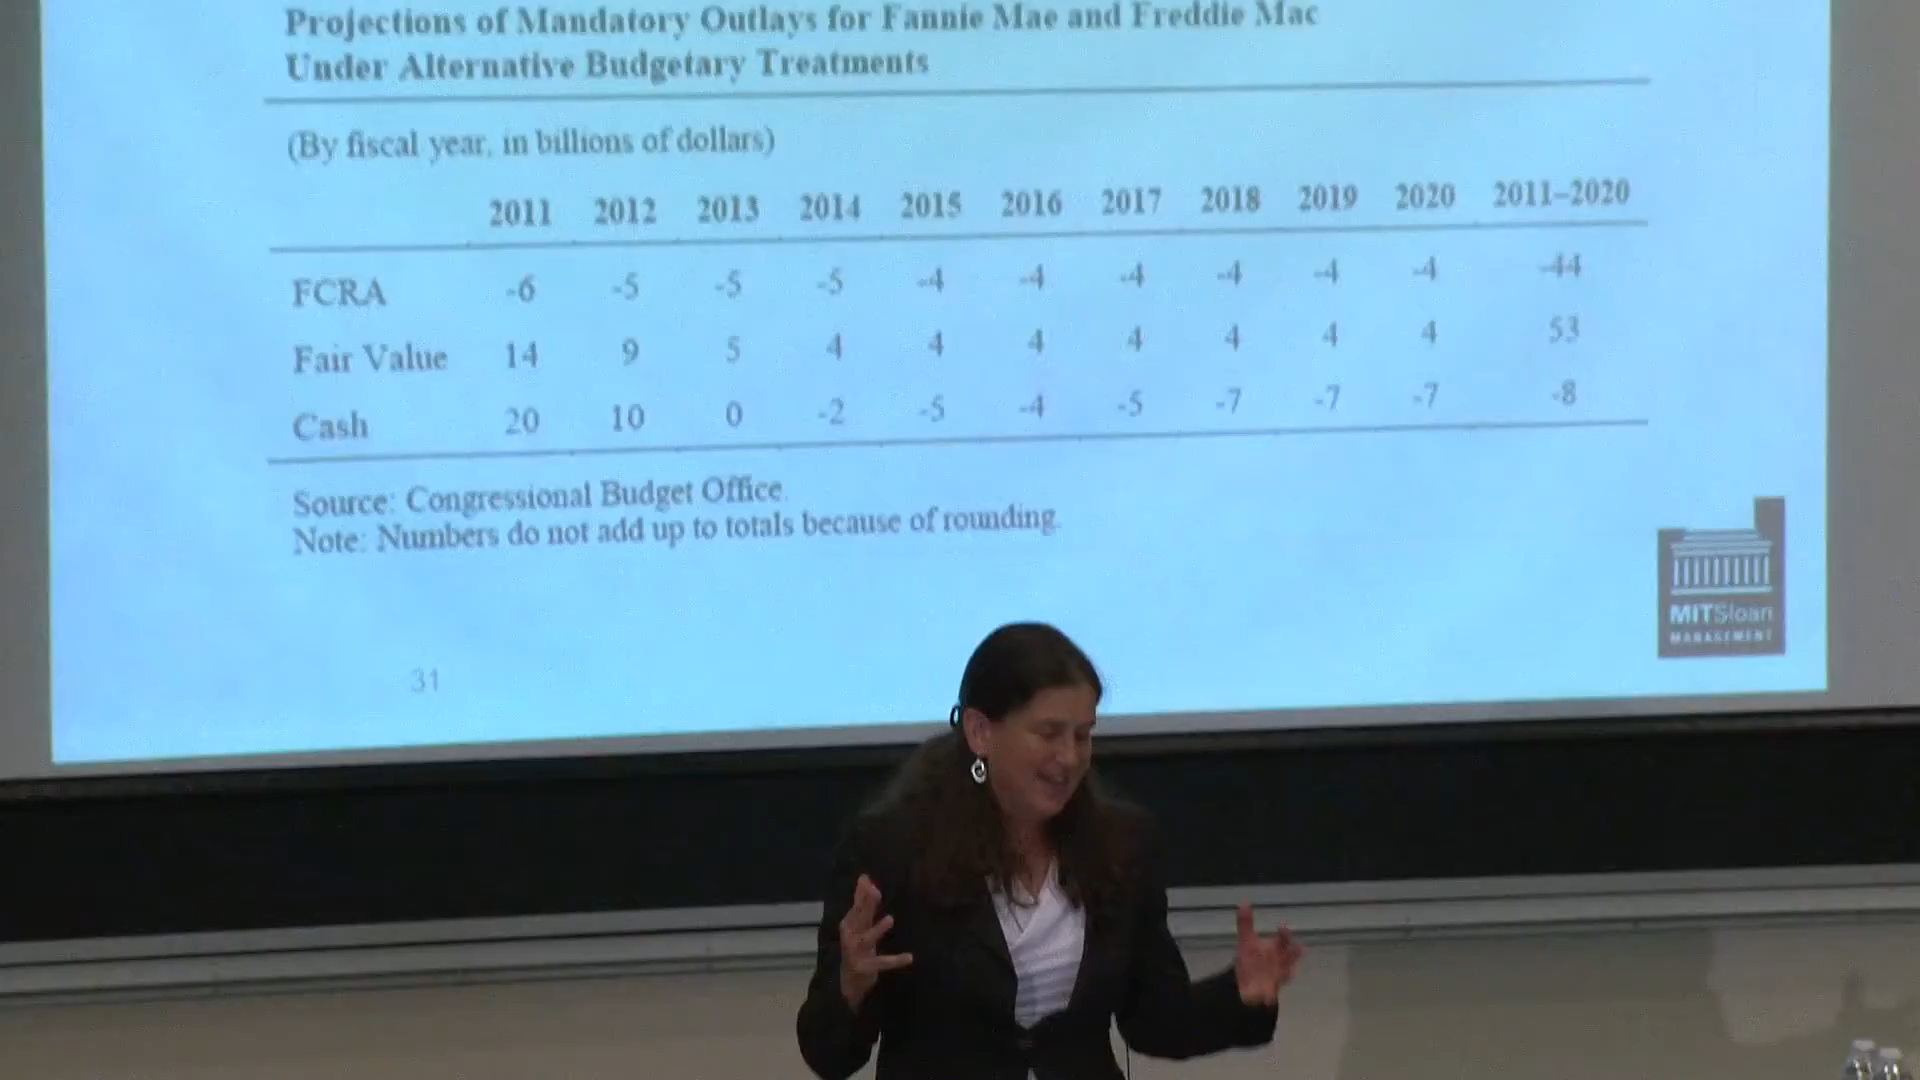 Projections of Mandatory Outlays for Fannie Mae and Freddie Mac
Under Alternative Budgetary Treatments
(By fiscal year, in billions of dollars)
2011 2012 2013 2014 2015 2016 2017 2018 2019 2020 2011–2020
FCRA -6 -5 -5 -5 -4 -4 -4 -4 -4 -4 -44
Fair Value 14 9 5 4 4 4 4 4 4 4 53
Cash 20 10 0 -2 -5 -4 -5 -7 -7 -7 -8
Source: Congressional Budget Office.
Note: Numbers do not add up to totals because of rounding.
MITSloan
MANAGEMENT
31